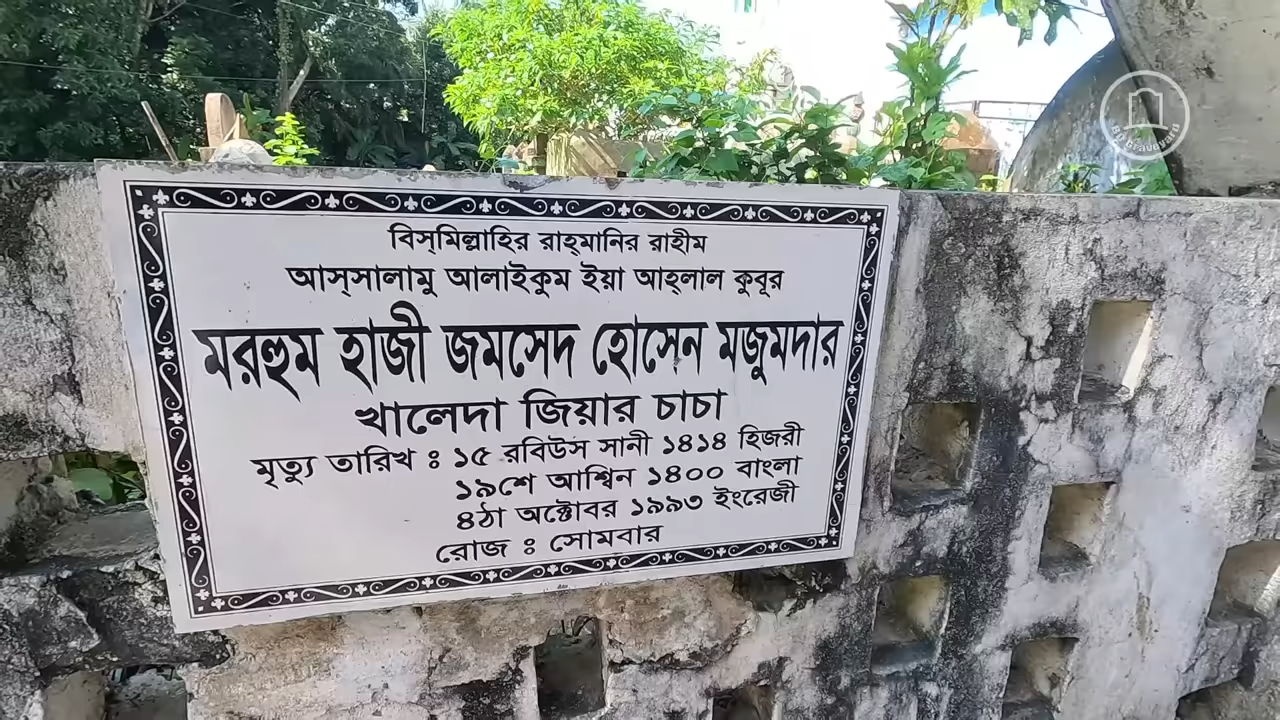 বিস্‌মিল্লাহির রাহ্‌মানির রাহীম
আস্‌সালামু আলাইকুম ইয়া আহ্‌লাল কুবূর
মরহুম হাজী জমসেদ হোসেন মজুমদার
খালেদা জিয়ার চাচা
মৃত্যু তারিখ ঃ ১৫ রবিউস সানী ১৪১৪ হিজরী
১৯শে আশ্বিন ১৪০০ বাংলা
৪ঠা অক্টোবর ১৯৯৩ ইংরেজী
রোজ ঃ সোমবার